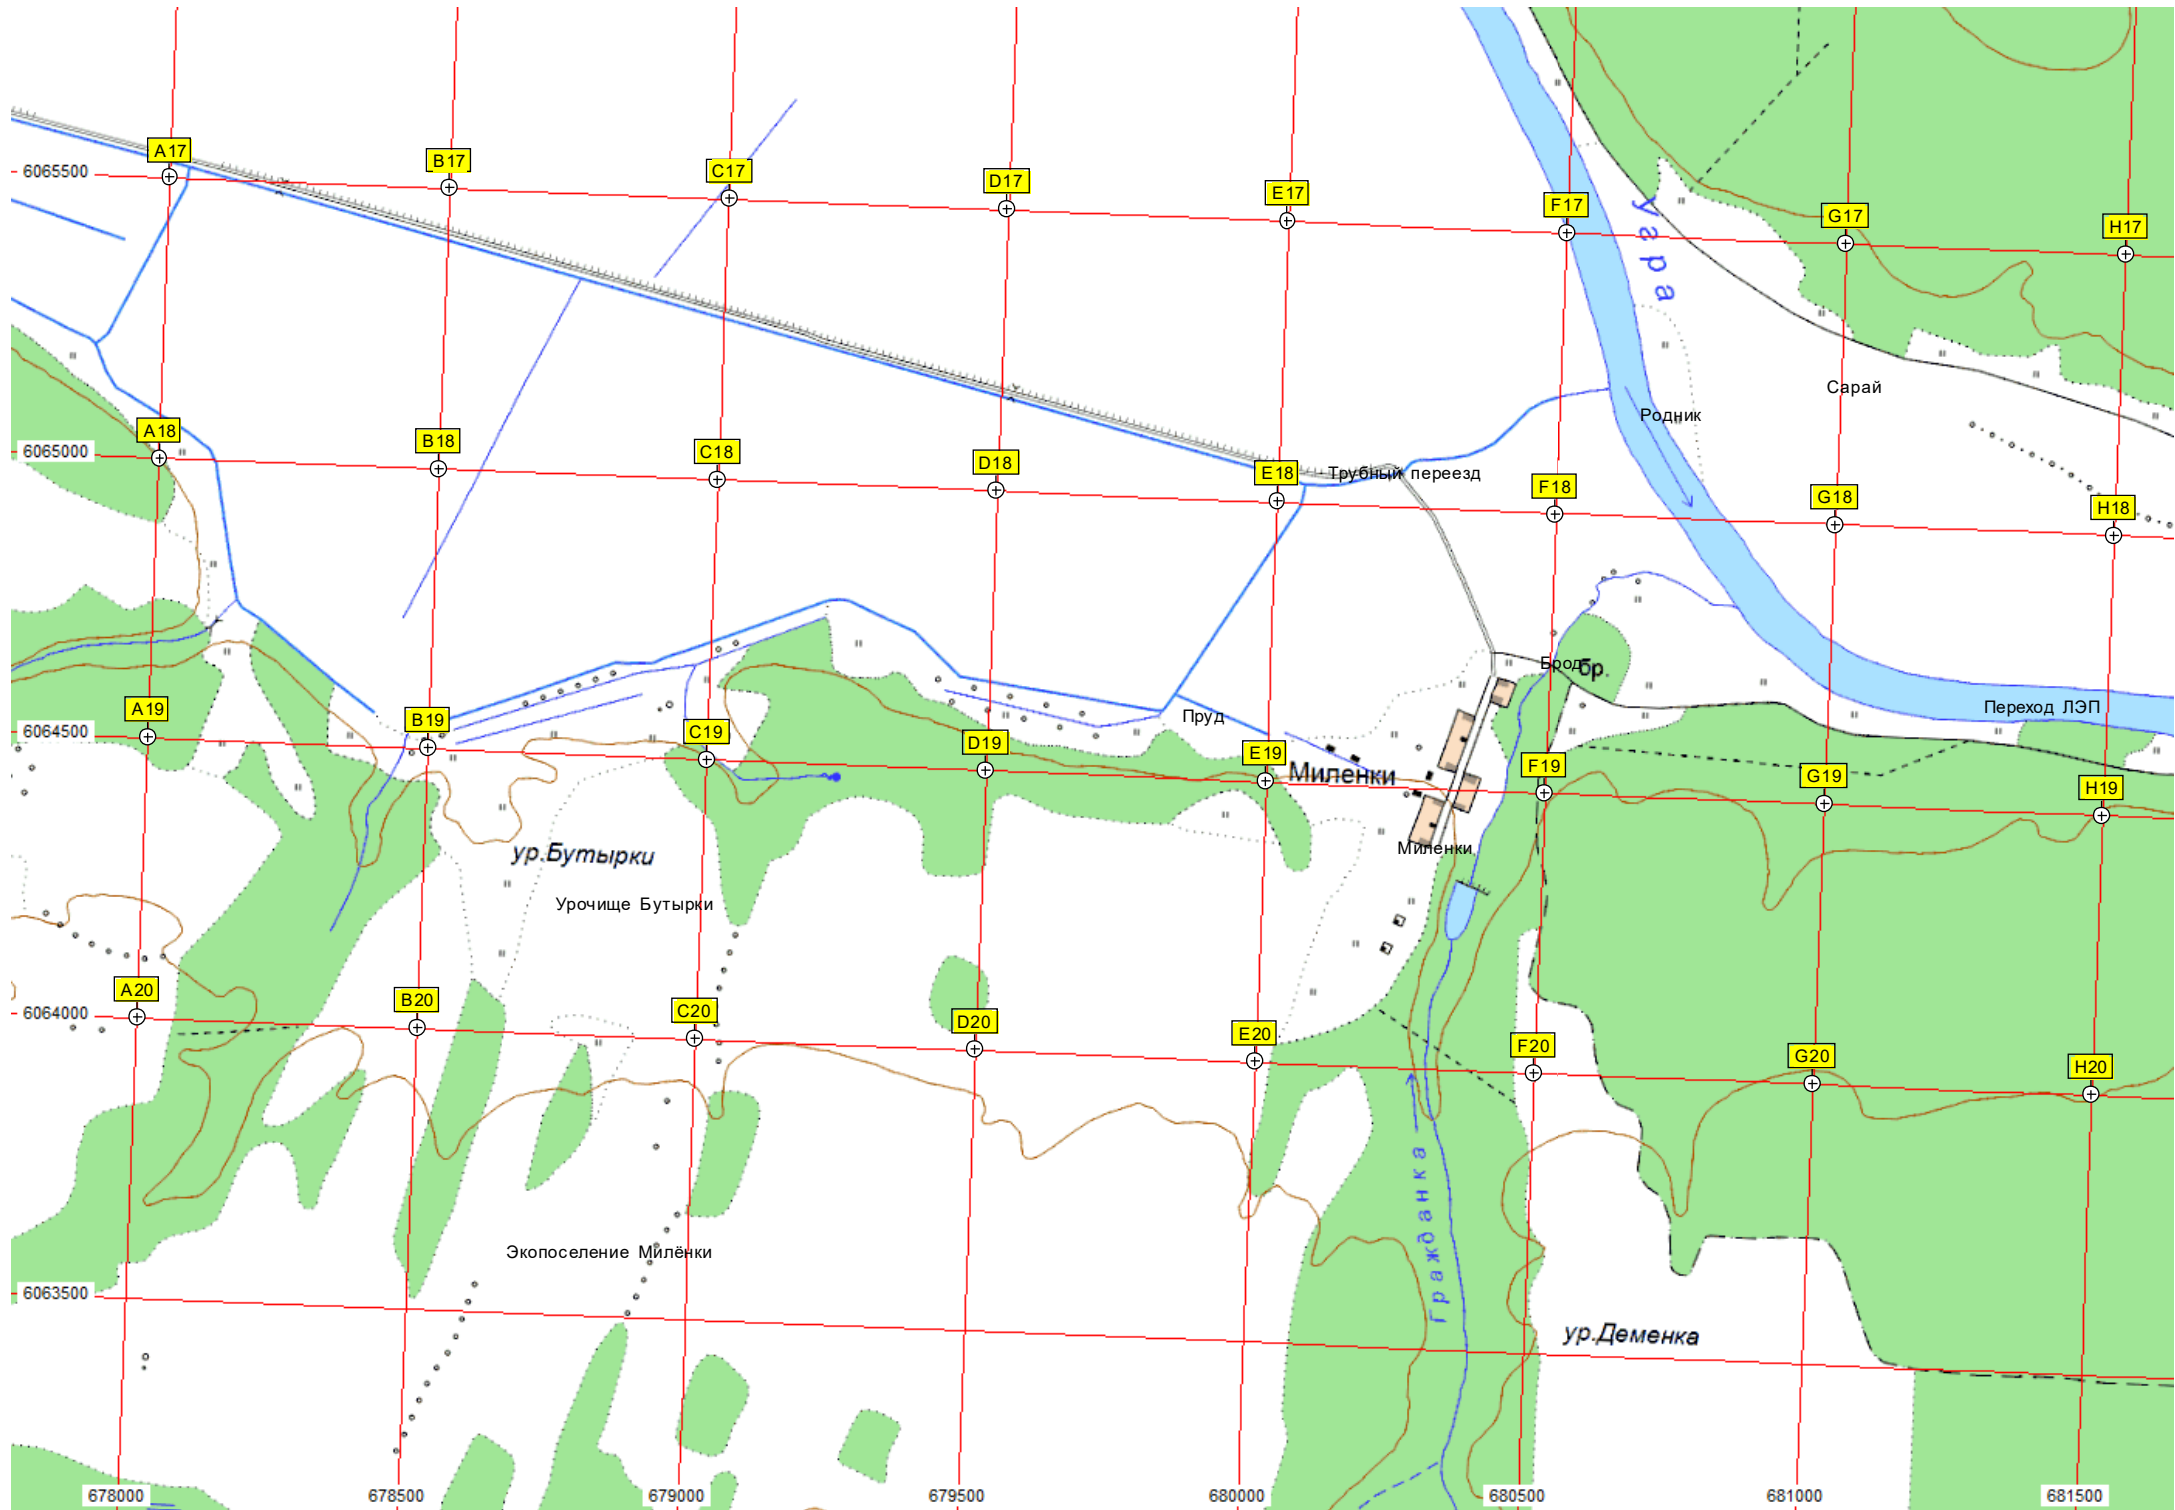 A17
B17
C17
D17
E17
F17
G17
H17
6065500
Угра
Сарай
Родник
A18
B18
C18
D18
E18
Трубный переезд
F18
G18
H18
6065000
Брод
бр.
Переход ЛЭП
Пруд
A19
B19
C19
D19
E19
F19
G19
H19
6064500
Миленки
Миленки
ур.Бутырки
Урочище Бутырки
A20
B20
C20
D20
E20
F20
G20
H20
6064000
Гражданка
Экопоселение Милёнки
6063500
ур.Деменка
678000
678500
679000
679500
680000
680500
681000
681500